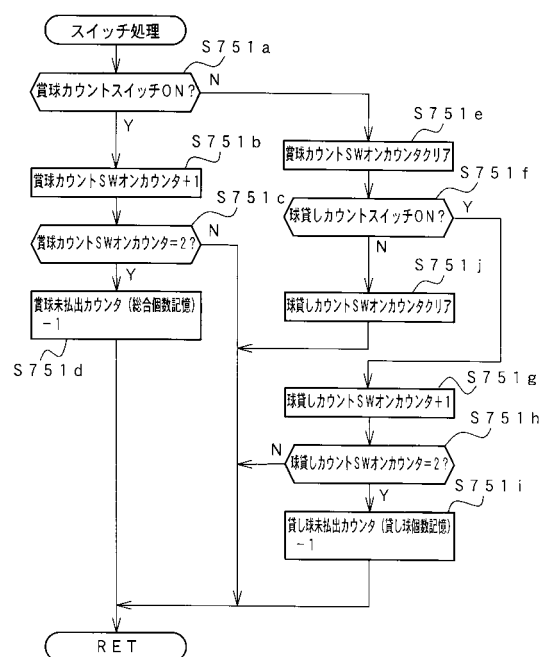 スイッチ処理
S751a
賞球カウントスイッチON?
N
Y
S751e
S751b
賞球カウントSWオンカウンタクリア
賞球カウントSWオンカウンタ+1
S751f
S751c
球貸しカウントスイッチON?
Y
賞球カウントSWオンカウンタ=2?
N
N
Y
S751j
賞球未払出カウンタ(総合個数記憶)
-1
球貸しカウントSWオンカウンタクリア
S751d
S751g
球貸しカウントSWオンカウンタ+1
S751h
N
球貸しカウントSWオンカウンタ=2?
Y
S751i
貸し球未払出カウンタ(貸し球個数記憶)
-1
RET